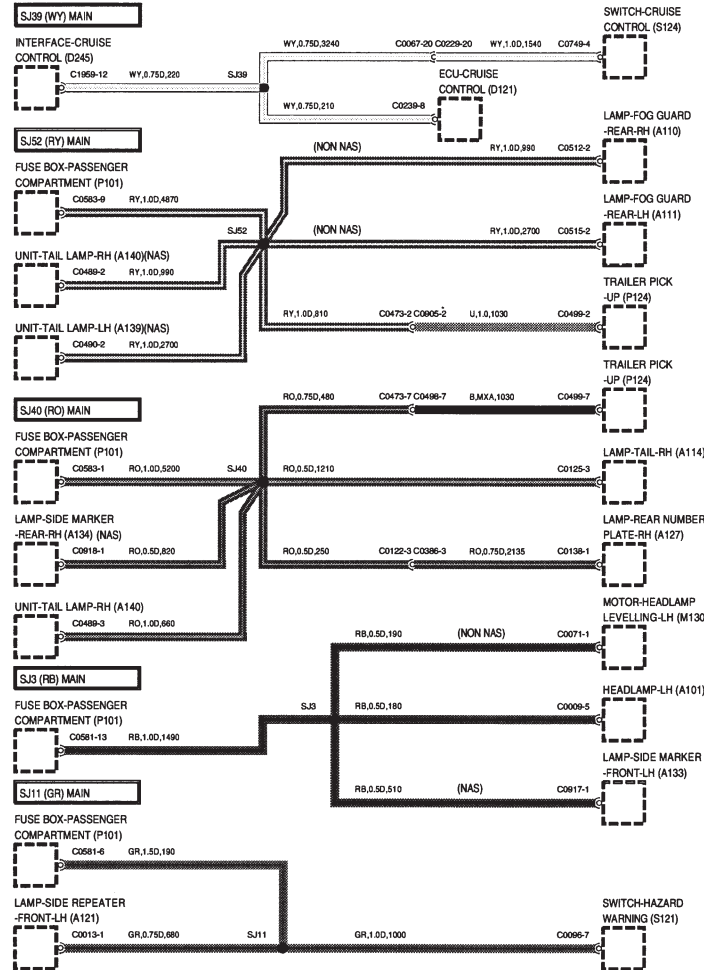 SJ39 (WY) MAIN
INTERFACE-CRUISE
CONTROL (D245)
C1959-12 WY,0.75D,220 SJ39
WY,0.75D,3240 C0067-20 C0229-20 WY,1.0D,1540 C0749-4
SWITCH-CRUISE
CONTROL (S124)
WY,0.75D,210 C0239-8
ECU-CRUISE
CONTROL (D121)
SJ52 (RY) MAIN
FUSE BOX-PASSENGER
COMPARTMENT (P101)
C0583-9 RY,1.0D,4870
SJ52
UNIT-TAIL LAMP-RH (A140)(NAS)
C0489-2 RY,1.0D,990
UNIT-TAIL LAMP-LH (A139)(NAS)
C0490-2 RY,1.0D,2700
(NON NAS) RY,1.0D,990 C0512-2
LAMP-FOG GUARD
-REAR-RH (A110)
(NON NAS) RY,1.0D,2700 C0515-2
LAMP-FOG GUARD
-REAR-LH (A111)
RY,1.0D,810 C0473-2 C0905-2 U,1.0,1030 C0499-2
TRAILER PICK
-UP (P124)
SJ40 (RO) MAIN
FUSE BOX-PASSENGER
COMPARTMENT (P101)
C0583-1 RO,1.0D,5200 SJ40
LAMP-SIDE MARKER
-REAR-RH (A134) (NAS)
C0918-1 RO,0.5D,820
UNIT-TAIL LAMP-RH (A140)
C0489-3 RO,1.0D,660
RO,0.75D,480 C0473-7 C0498-7 B,MXA,1030 C0499-7
TRAILER PICK
-UP (P124)
RO,0.5D,1210 C0125-3
LAMP-TAIL-RH (A114)
RO,0.5D,250 C0122-3 C0386-3 RO,0.75D,2135 C0138-1
LAMP-REAR NUMBER
PLATE-RH (A127)
SJ3 (RB) MAIN
FUSE BOX-PASSENGER
COMPARTMENT (P101)
C0581-13 RB,1.0D,1490
SJ3
RB,0.5D,190 (NON NAS) C0071-1
MOTOR-HEADLAMP
LEVELLING-LH (M130
RB,0.5D,180 C0009-5
HEADLAMP-LH (A101)
RB,0.5D,510 (NAS) C0917-1
LAMP-SIDE MARKER
-FRONT-LH (A133)
SJ11 (GR) MAIN
FUSE BOX-PASSENGER
COMPARTMENT (P101)
C0581-6 GR,1.5D,190
LAMP-SIDE REPEATER
-FRONT-LH (A121)
C0013-1 GR,0.75D,680 SJ11
GR,1.0D,1000 C0096-7
SWITCH-HAZARD
WARNING (S121)